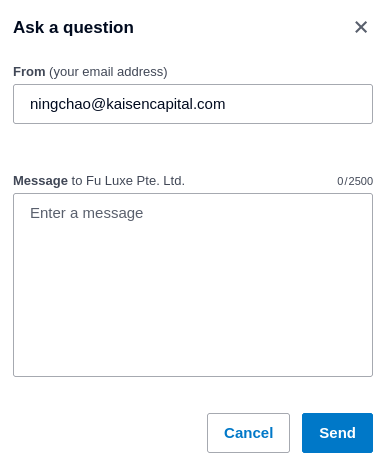 Ask a question
From (your email address)
ningchao@kaisencapital.com
Message to Fu Luxe Pte. Ltd.
0/2500
Enter a message
Cancel
Send